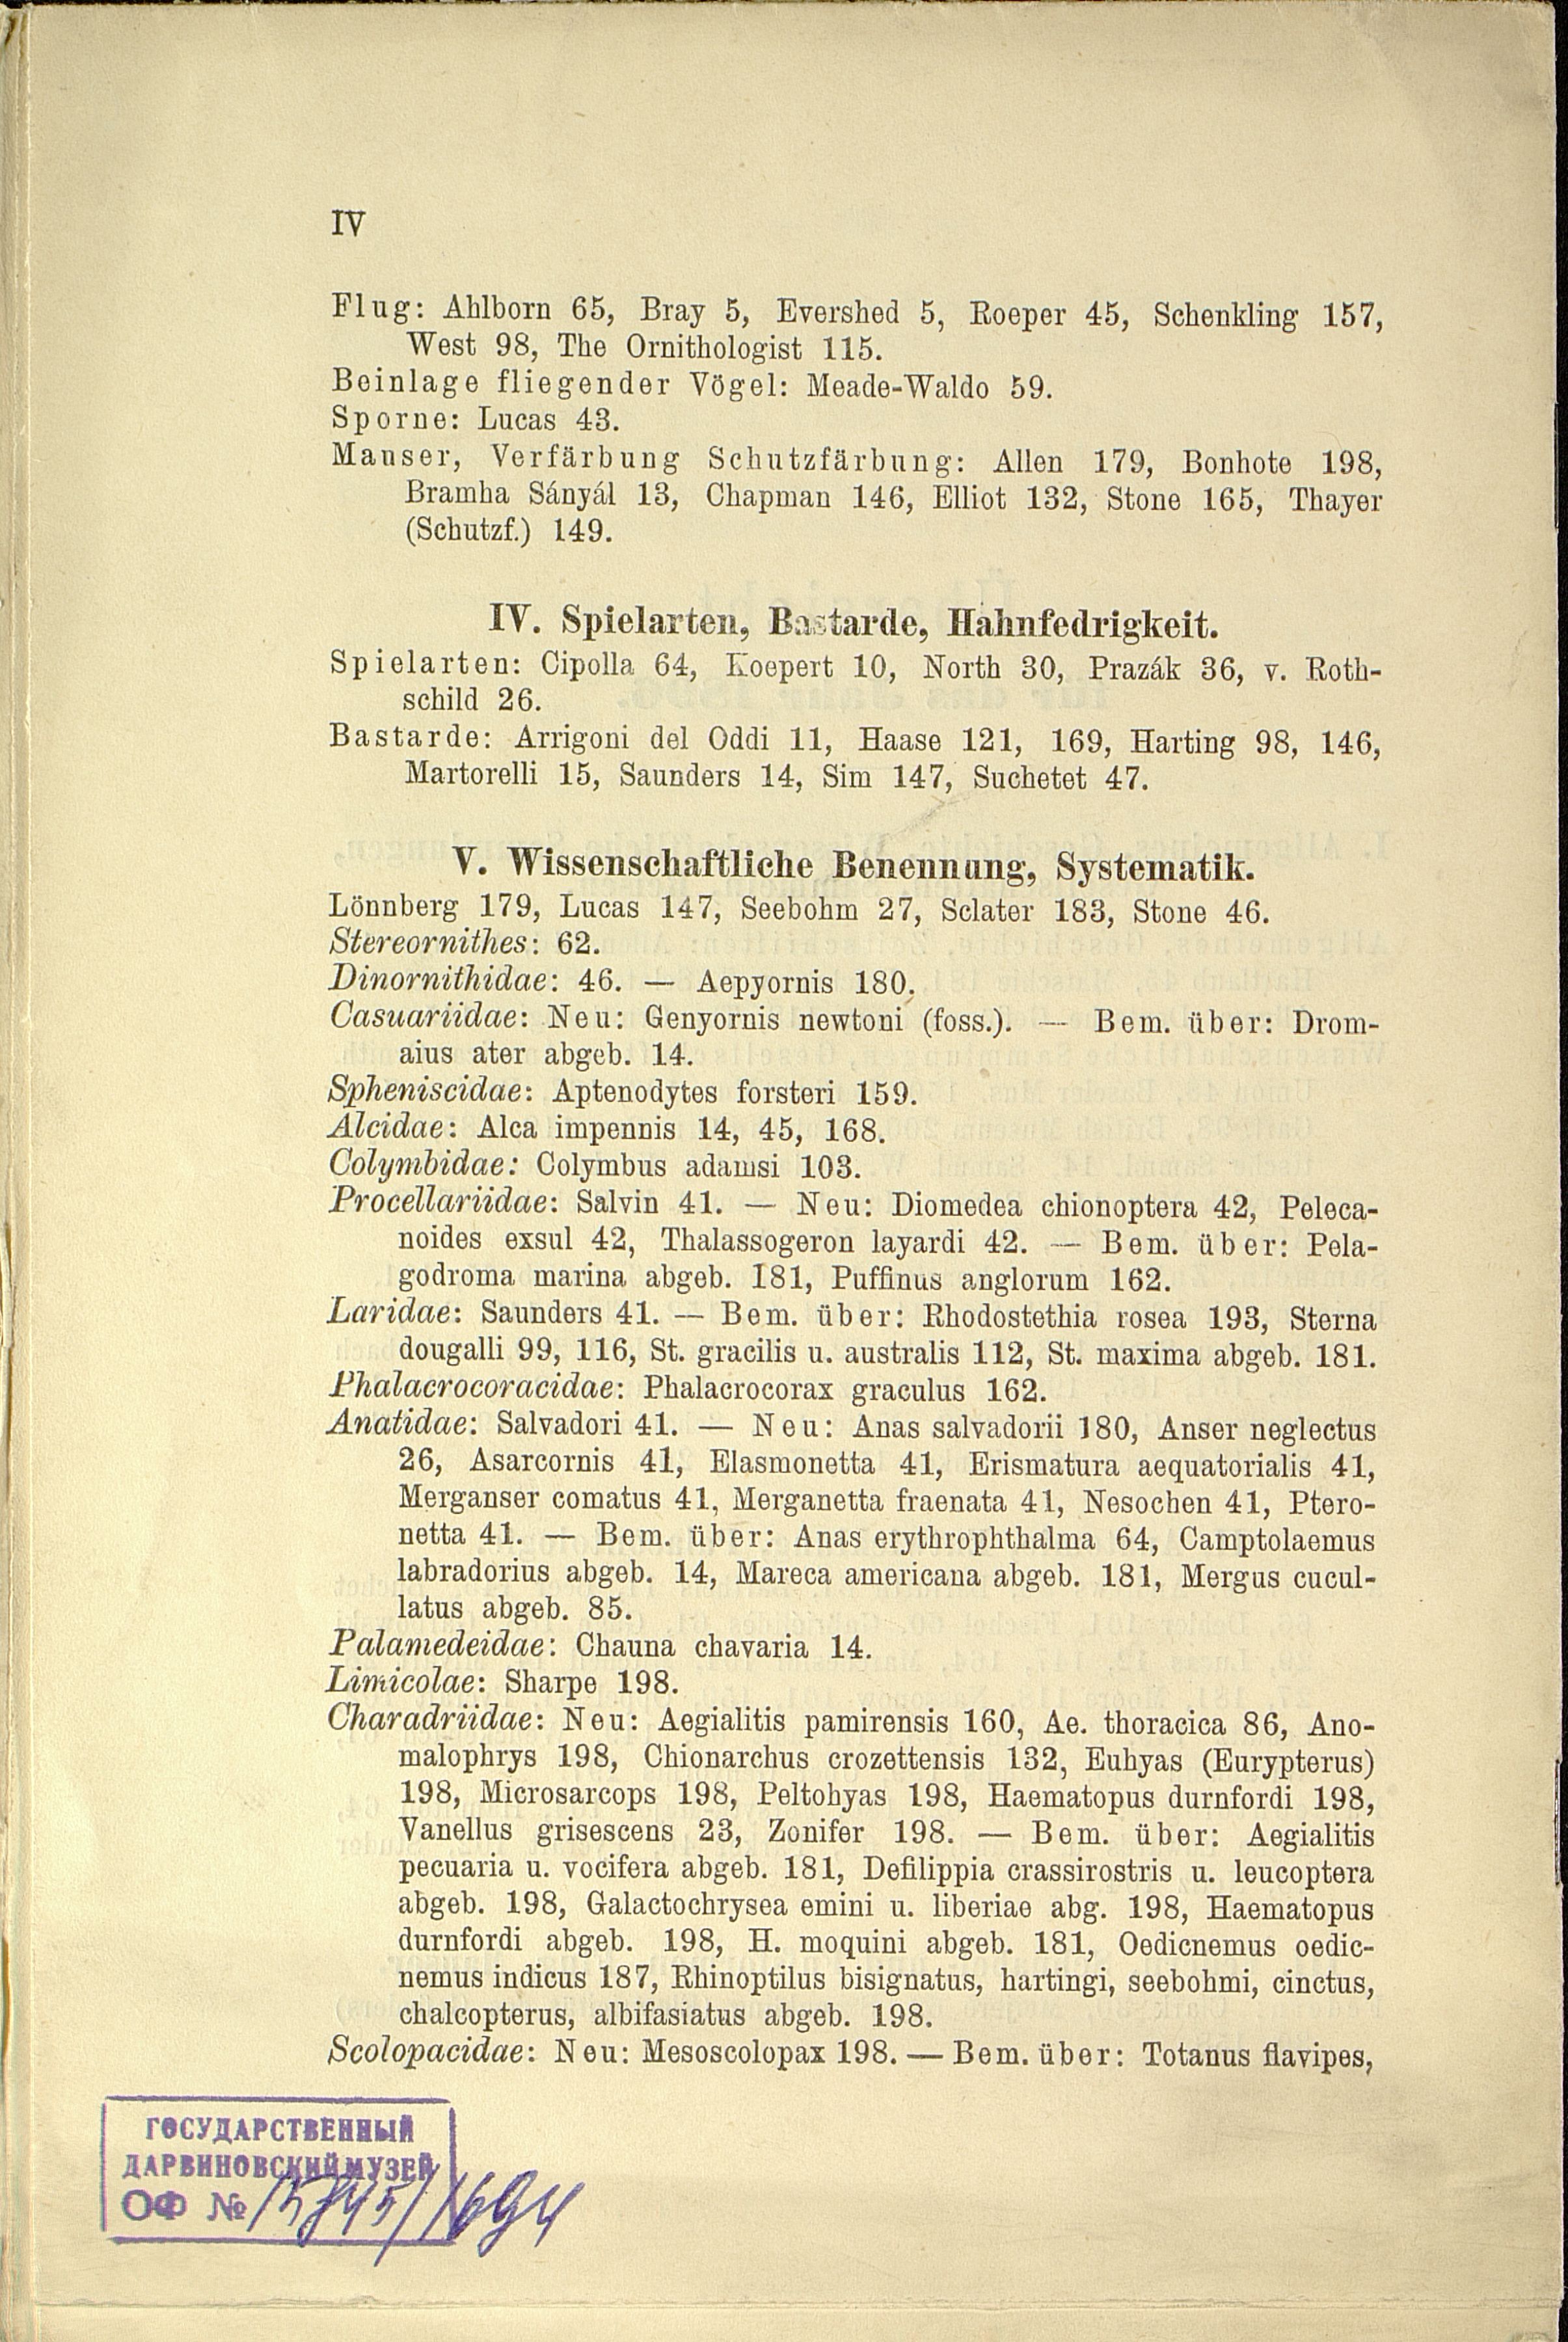 IV
Flug: Ahlborn 65, Bray 5, Evershed 5, Roeper 45, Schenkling 157,
West 98, The Ornithologist 115.
Beinlage fliegender Vögel: Meade-Waldo 59.
Sporne: Lucas 43.
Mauser, Verfärbung Schutzfärbung: Allen 179, Bonhote 198,
Bramha Sányál 13, Chapman 146, Elliot 132, Stone 165, Thayer
(Schutzf.) 149.
IV. Spielarten, Bastarde, Hahnfedrigkeit.
Spielarten: Cipolla 64, Koepert 10, North 30, Prazák 36, v. Roth-
schild 26.
Bastarde: Arrigoni del Oddi 11, Haase 121, 169, Harting 98, 146,
Martorelli 15, Saunders 14, Sim 147, Suchetet 47.
V. Wissenschaftliche Benennung, Systematik.
Lönnberg 179, Lucas 147, Seebohm 27, Sclater 183, Stone 46.
Stereornithes: 62.
Dinornithidae: 46. — Aepyornis 180.
Casuariidae: Neu: Genyornis newtoni (foss.). — Bem. über: Drom-
aius ater abgeb. 14.
Spheniscidae: Aptenodytes forsteri 159.
Alcidae: Alca impennis 14, 45, 168.
Colymbidae: Colymbus adamsi 103.
Procellariidae: Salvin 41. — Neu: Diomedea chionoptera 42, Peleca-
noides exsul 42, Thalassogeron layardi 42. — Bem. über: Pela-
godroma marina abgeb. 181, Puffinus anglorum 162.
Laridae: Saunders 41. — Bem. über: Rhodostethia rosea 193, Sterna
dougalli 99, 116, St. gracilis u. australis 112, St. maxima abgeb. 181.
Phalacrocoracidae: Phalacrocorax graculus 162.
Anatidae: Salvadori 41. — Neu: Anas salvadorii 180, Anser neglectus
26, Asarcornis 41, Elasmonetta 41, Erismatura aequatorialis 41,
Merganser comatus 41, Merganetta fraenata 41, Nesochen 41, Ptero-
netta 41. — Bem. über: Anas erythrophthalma 64, Camptolaemus
labradorius abgeb. 14, Mareca americana abgeb. 181, Mergus cucul-
latus abgeb. 85.
Palamedeidae: Chauna chavaria 14.
Limicolae: Sharpe 198.
Charadriidae: Neu: Aegialitis pamirensis 160, Ae. thoracica 86, Ano-
malophrys 198, Chionarchus crozettensis 132, Euhyas (Eurypterus)
198, Microsarcops 198, Peltohyas 198, Haematopus durnfordi 198,
Vanellus grisescens 23, Zonifer 198. — Bem. über: Aegialitis
pecuaria u. vocifera abgeb. 181, Defilippia crassirostris u. leucoptera
abgeb. 198, Galactochrysea emini u. liberiae abg. 198, Haematopus
durnfordi abgeb. 198, H. moquini abgeb. 181, Oedicnemus oedic-
nemus indicus 187, Rhinoptilus bisignatus, hartingi, seebohmi, cinctus,
chalcopterus, albifasiatus abgeb. 198.
Scolopacidae: Neu: Mesoscolopax 198. — Bem. über: Totanus flavipes,
ГОСУДАРСТВЕННЫЙ
ДАРВИНОВСКИЙ МУЗЕЙ
ОФ №